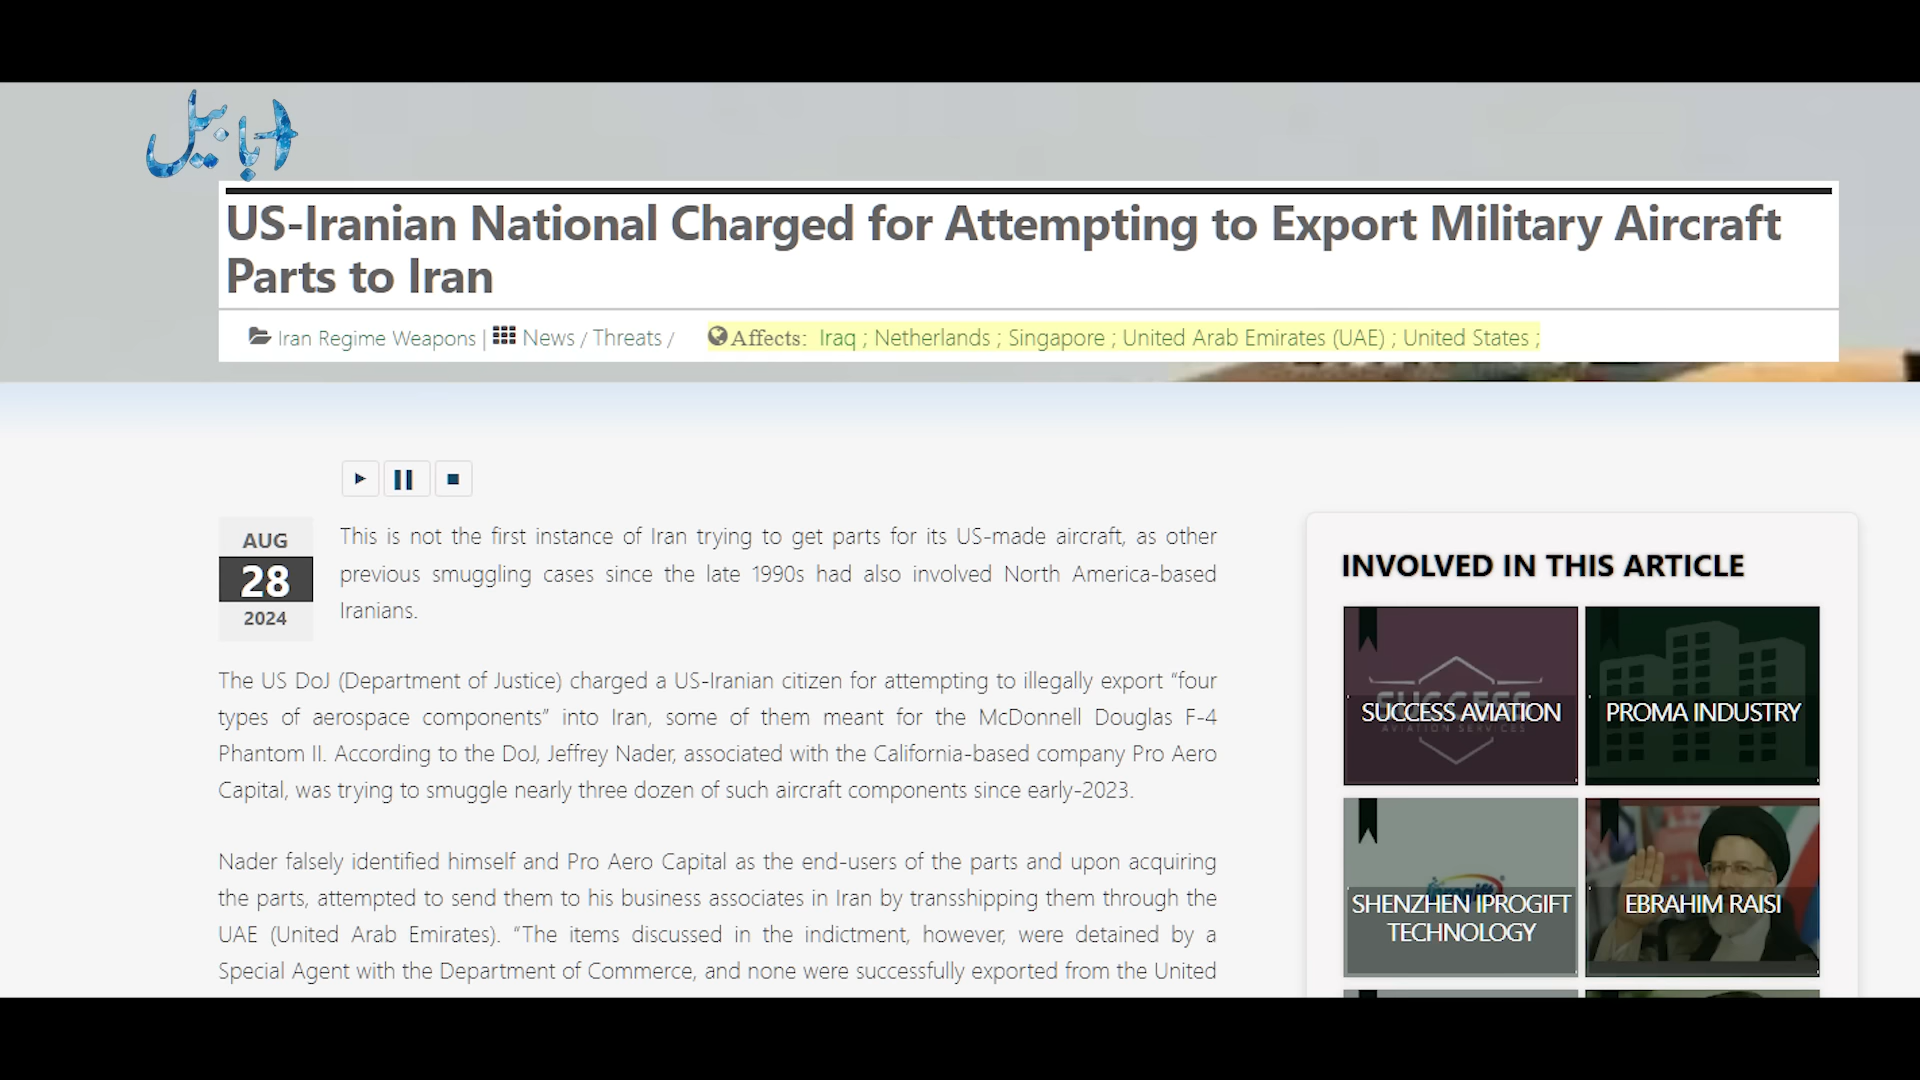 ابابیل
US-Iranian National Charged for Attempting to Export Military Aircraft
Parts to Iran
Iran Regime Weapons | News / Threats / Affects: Iraq ; Netherlands ; Singapore ; United Arab Emirates (UAE) ; United States ;
AUG
28
2024
This is not the first instance of Iran trying to get parts for its US-made aircraft, as other
previous smuggling cases since the late 1990s had also involved North America-based
Iranians.
The US DoJ (Department of Justice) charged a US-Iranian citizen for attempting to illegally export “four
types of aerospace components” into Iran, some of them meant for the McDonnell Douglas F-4
Phantom II. According to the DoJ, Jeffrey Nader, associated with the California-based company Pro Aero
Capital, was trying to smuggle nearly three dozen of such aircraft components since early-2023.
Nader falsely identified himself and Pro Aero Capital as the end-users of the parts and upon acquiring
the parts, attempted to send them to his business associates in Iran by transshipping them through the
UAE (United Arab Emirates). “The items discussed in the indictment, however, were detained by a
Special Agent with the Department of Commerce, and none were successfully exported from the United
INVOLVED IN THIS ARTICLE
SUCCESS
SUCCESS AVIATION
AVIATION SERVICES
PROMA INDUSTRY
iprogift
SHENZHEN IPROGIFT
TECHNOLOGY
EBRAHIM RAISI